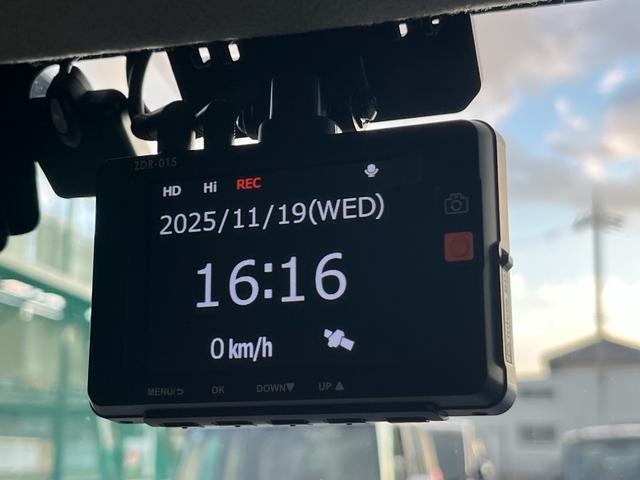 ZDR-015
HD Hi REC
2025/11/19(WED)
16:16
0 km/h
MENU/⮌ OK DOWN▼ UP▲